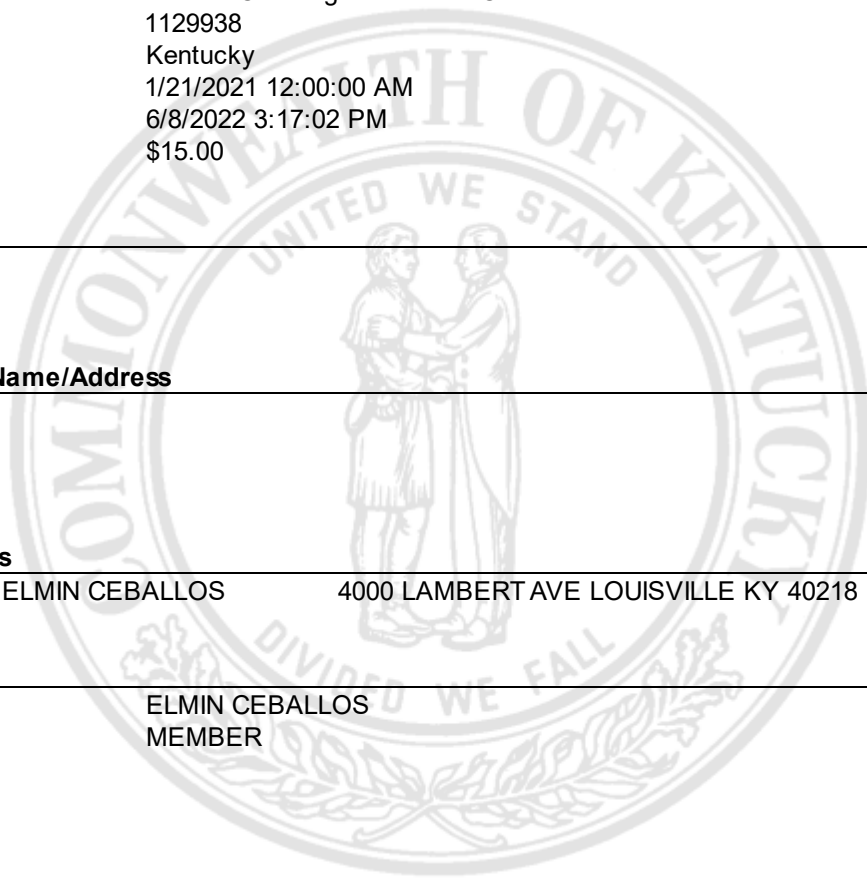 1129938
Kentucky
1/21/2021 12:00:00 AM
6/8/2022 3:17:02 PM
$15.00
COMMONWEALTH OF KENTUCKY
UNITED WE STAND
Name/Address
s
ELMIN CEBALLOS 4000 LAMBERT AVE LOUISVILLE KY 40218
DIVIDED WE FALL
ELMIN CEBALLOS
MEMBER